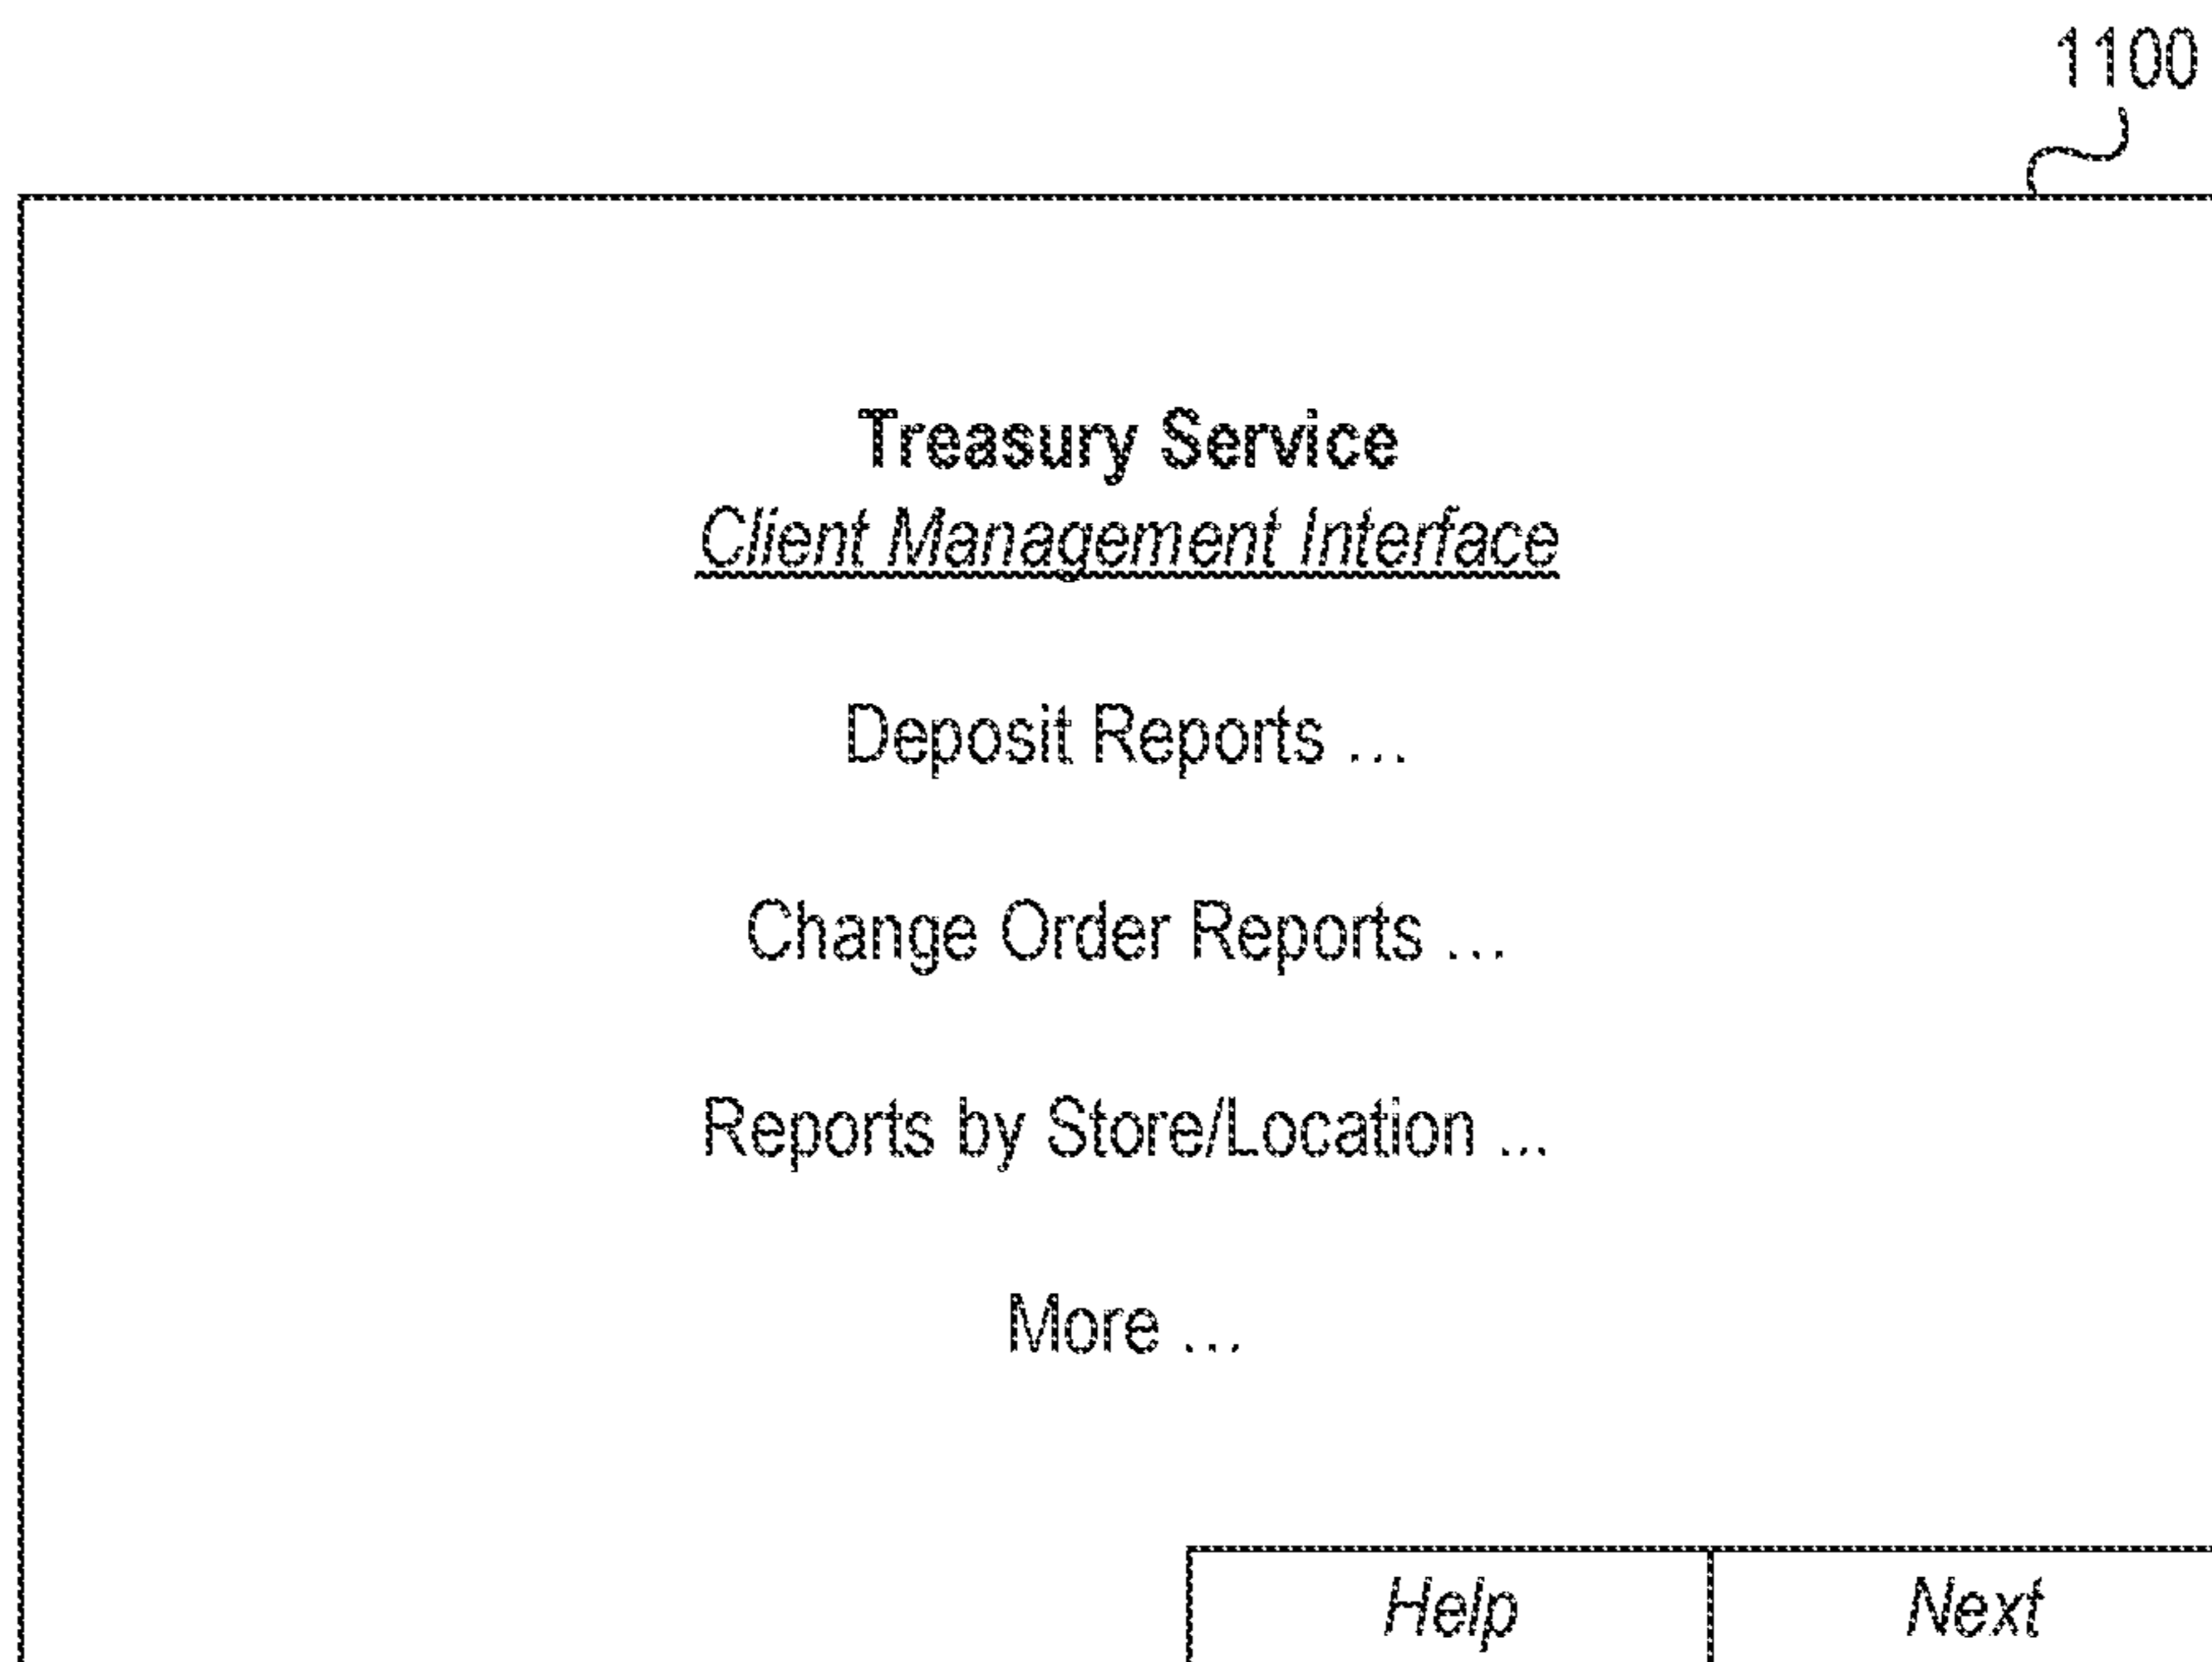 1100
Treasury Service
Client Management Interface
Deposit Reports ...
Change Order Reports ...
Reports by Store/Location ...
More ...
Help Next